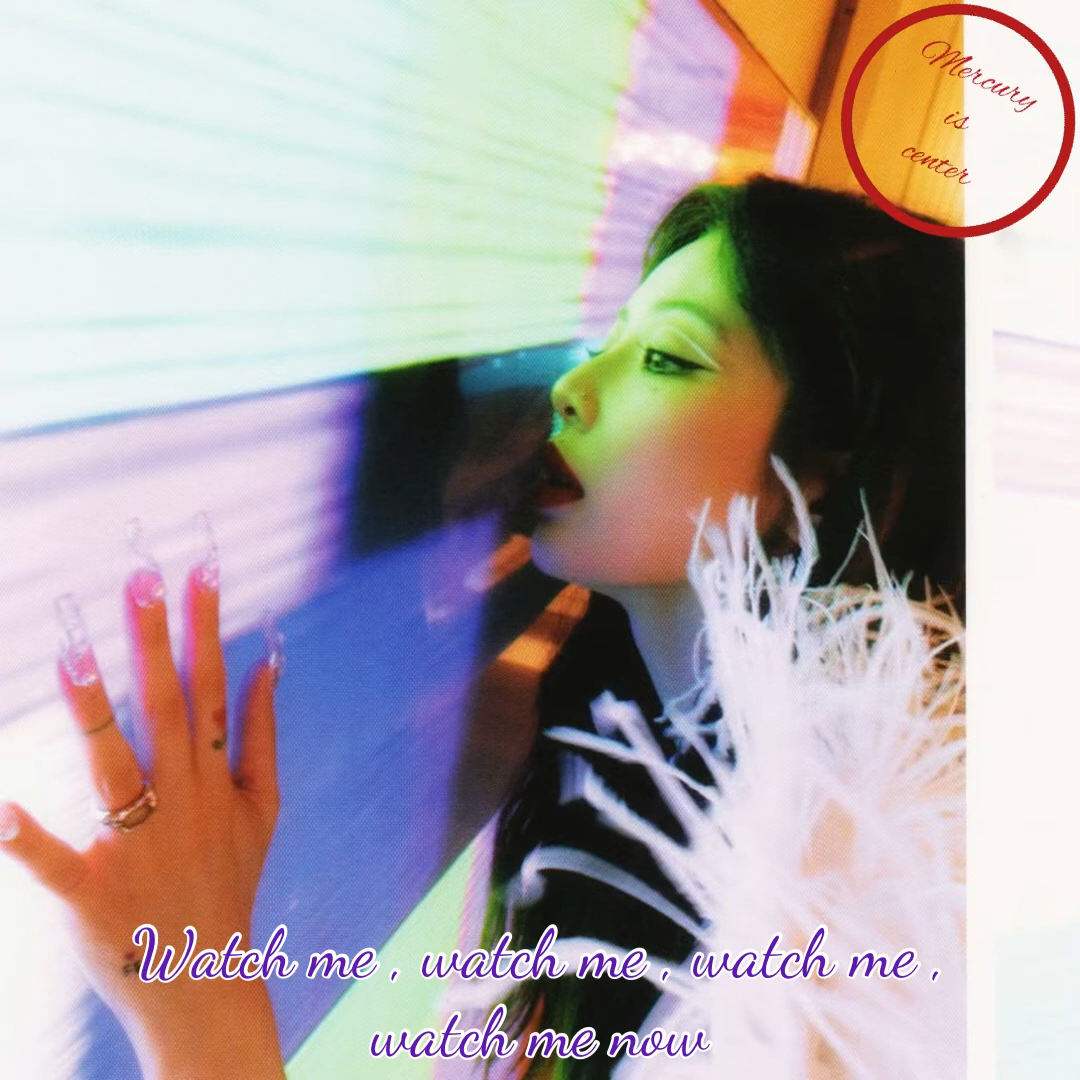 Mercury
is
center
Watch me , watch me , watch me ,
watch me now